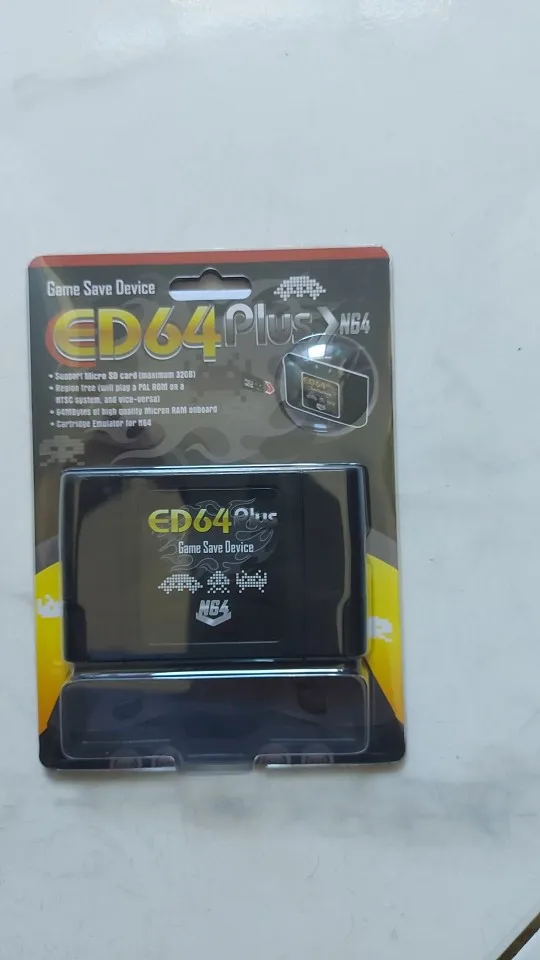 Game Save Device
ED64 Plus N64
• Support Micro SD card (maximum 32GB)
• Region free (will play a PAL ROM on a
NTSC system, and vice-versa)
• 64MBytes of high quality Micron RAM onboard
• Cartridge Emulator for N64
ED64 Plus
Game Save Device
N64